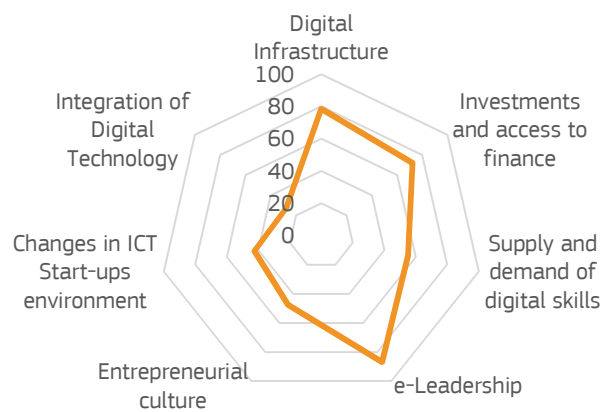 Digital
Infrastructure
100
80
60
40
20
0
Investments
and access to
finance
Supply and
demand of
digital skills
e-Leadership
Entrepreneurial
culture
Changes in ICT
Start-ups
environment
Integration of
Digital
Technology